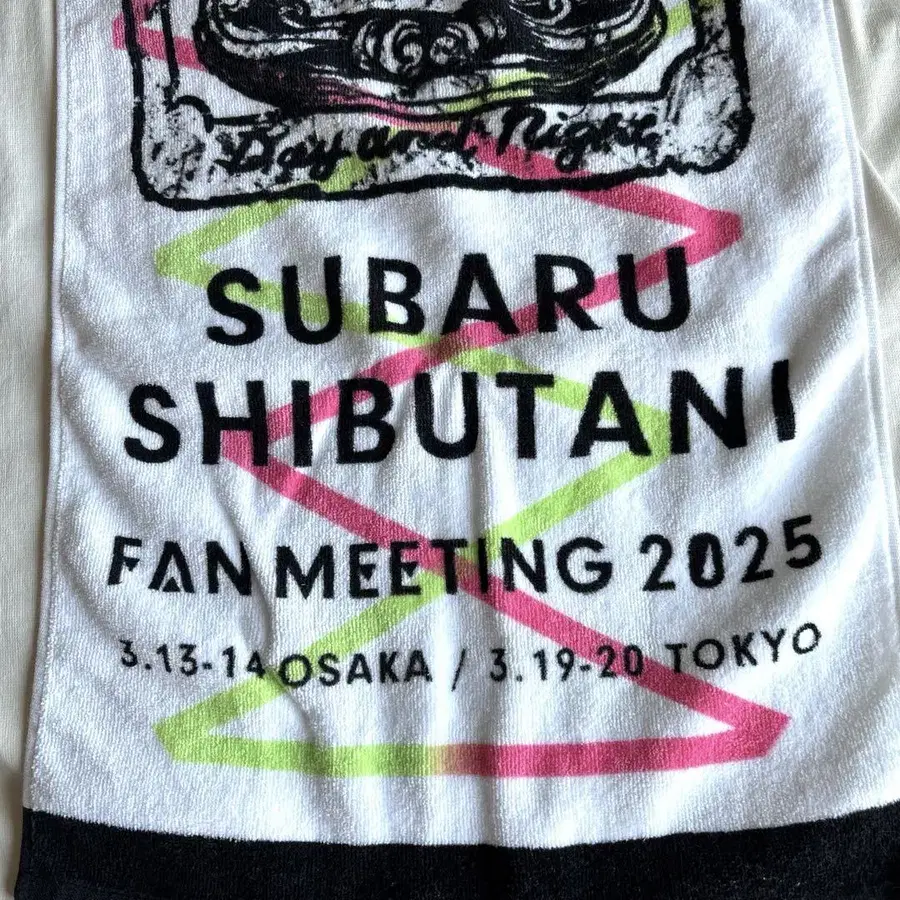 Day and Night
SUBARU
SHIBUTANI
FAN MEETING 2025
3.13-14 OSAKA / 3.19-20 TOKYO